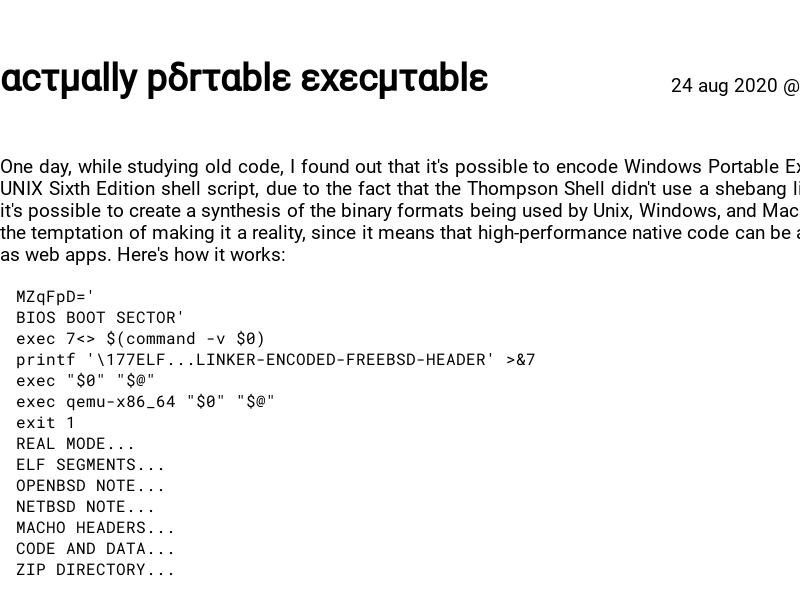 αcτμαlly pδrταblε εxεcμταblε
24 aug 2020 @
One day, while studying old code, I found out that it's possible to encode Windows Portable
UNIX Sixth Edition shell script, due to the fact that the Thompson Shell didn't use a shebang
it's possible to create a synthesis of the binary formats being used by Unix, Windows, and Mac
the temptation of making it a reality, since it means that high-performance native code can be
as web apps. Here's how it works:
MZqFpD='
BIOS BOOT SECTOR'
exec 7<> $(command -v $0)
printf '\177ELF...LINKER-ENCODED-FREEBSD-HEADER' >&7
exec "$0" "$@"
exec qemu-x86_64 "$0" "$@"
exit 1
REAL MODE...
ELF SEGMENTS...
OPENBSD NOTE...
NETBSD NOTE...
MACHO HEADERS...
CODE AND DATA...
ZIP DIRECTORY...